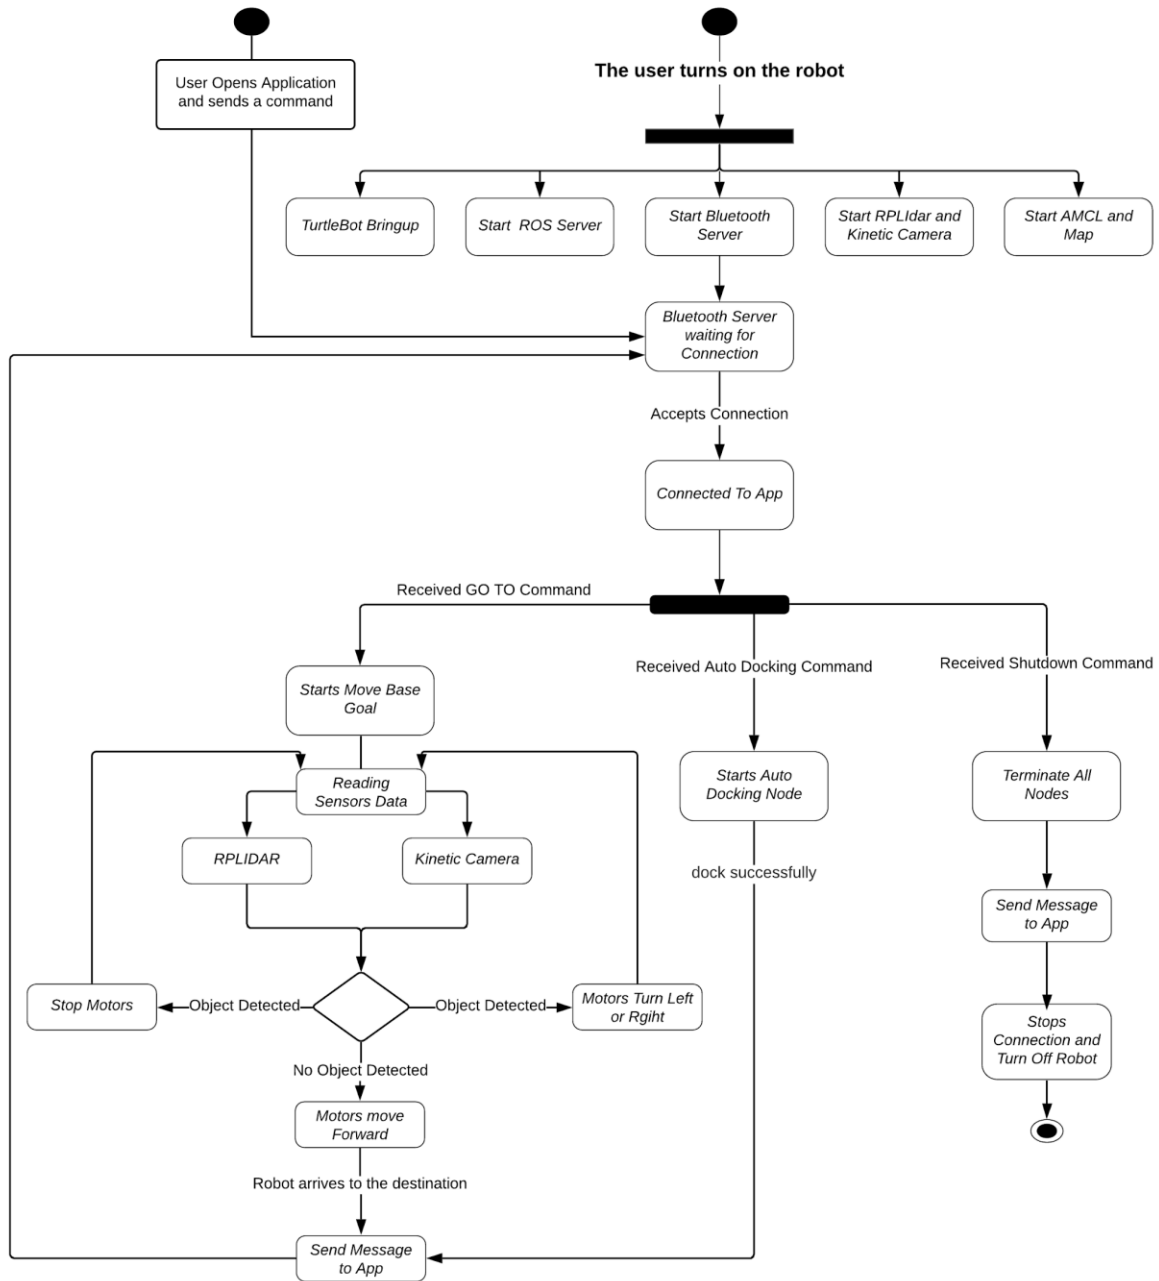 The user turns on the robot
User Opens Application
and sends a command
TurtleBot Bringup
Start ROS Server
Start Bluetooth
Server
Start RPLIdar and
Kinetic Camera
Start AMCL and
Map
Bluetooth Server
waiting for
Connection
Accepts Connection
Connected To App
Received GO TO Command
Received Auto Docking Command
Received Shutdown Command
Starts Move Base
Goal
Reading
Sensors Data
RPLIDAR
Kinetic Camera
Starts Auto
Docking Node
Terminate All
Nodes
dock successfully
Send Message
to App
Stop Motors
Object Detected
Object Detected
Motors Turn Left
or Rgiht
Stops
Connection and
Turn Off Robot
No Object Detected
Motors move
Forward
Robot arrives to the destination
Send Message
to App